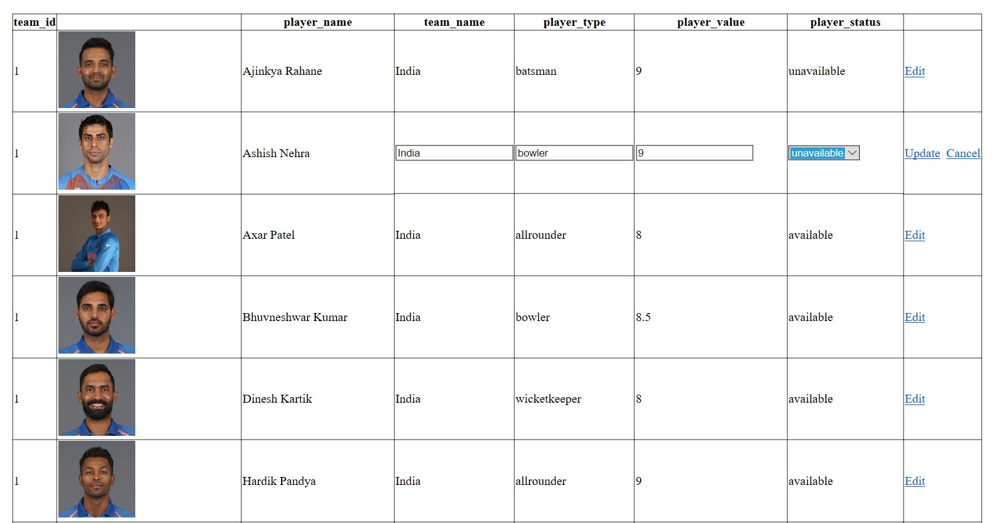 team_id player_name team_name player_type player_value player_status
1 Ajinkya Rahane India batsman 9 unavailable Edit
1 Ashish Nehra India bowler 9 unavailable Update Cancel
1 Axar Patel India allrounder 8 available Edit
1 Bhuvneshwar Kumar India bowler 8.5 available Edit
1 Dinesh Kartik India wicketkeeper 8 available Edit
1 Hardik Pandya India allrounder 9 available Edit